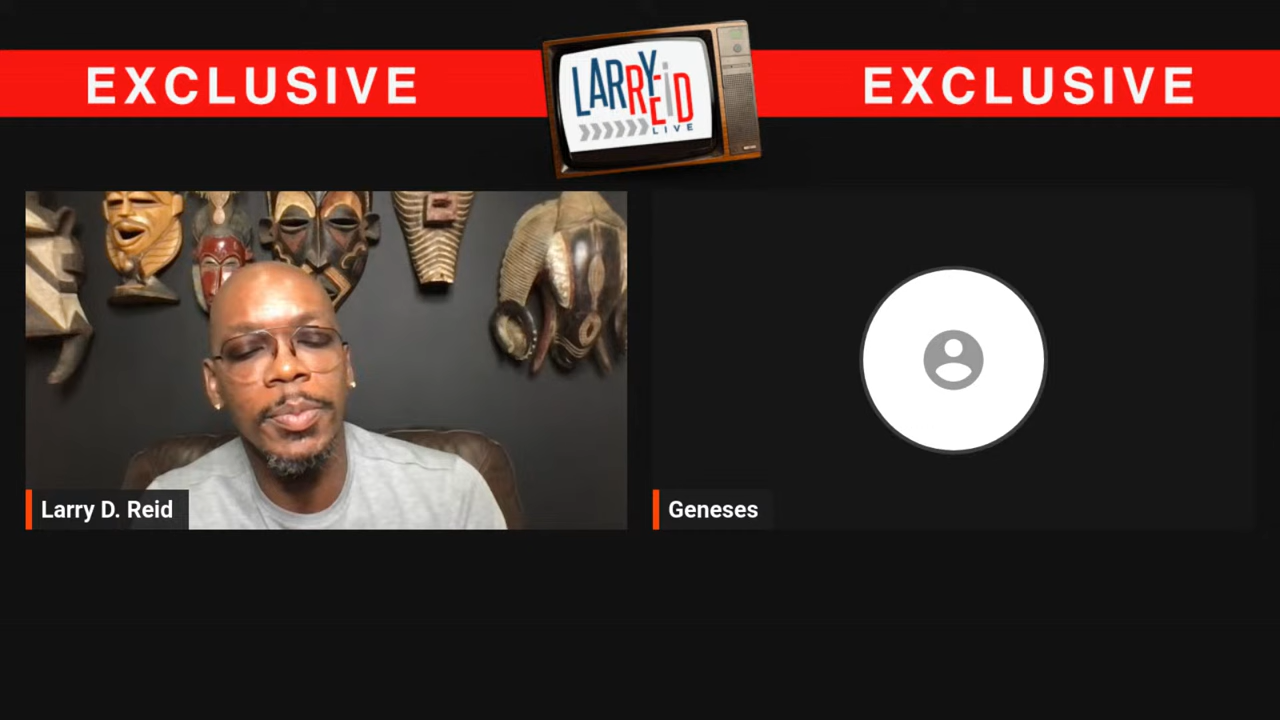 EXCLUSIVE
LARRY REiD
LIVE
EXCLUSIVE
Larry D. Reid
Geneses